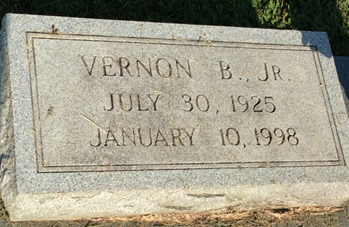 VERNON B., JR.
JULY 30, 1925
JANUARY 10, 1998